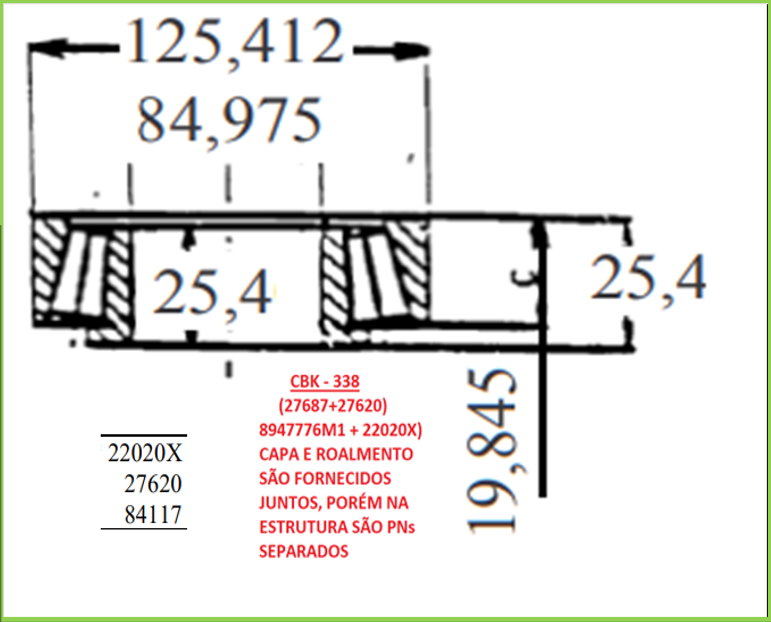 125,412
84,975
25,4
C
25,4
19,845
CBK - 338
(27687+27620)
8947776M1 + 22020X)
CAPA E ROALMENTO
SÃO FORNECIDOS
JUNTOS, PORÉM NA
ESTRUTURA SÃO PNs
SEPARADOS
22020X
27620
84117